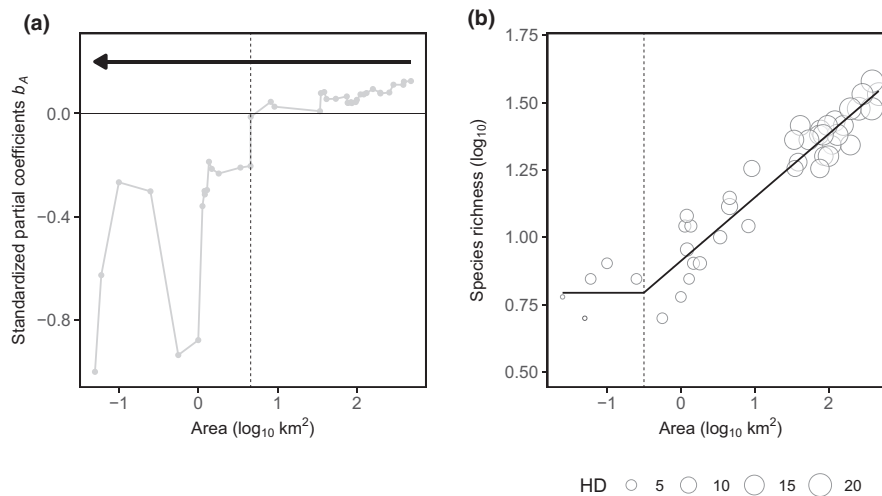 (a)
Standardized partial coefficients b_A
0.0
−0.4
−0.8
−1
0
1
2
Area (log₁₀ km²)
(b)
Species richness (log₁₀)
1.75
1.50
1.25
1.00
0.75
0.50
−1
0
1
2
Area (log₁₀ km²)
HD 5 10 15 20